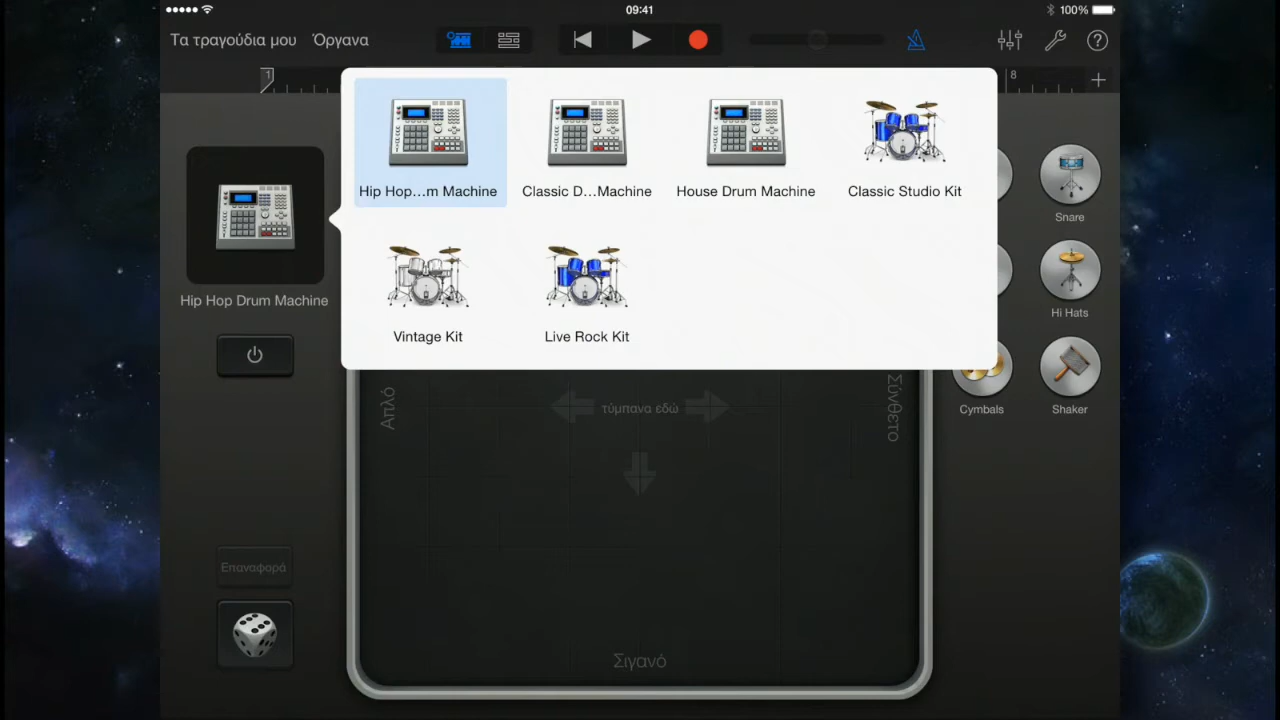 09:41
100%
Τα τραγούδια μου Όργανα
1
8
Hip Hop...m Machine
Classic D...Machine
House Drum Machine
Classic Studio Kit
Vintage Kit
Live Rock Kit
Hip Hop Drum Machine
Snare
Hi Hats
Cymbals
Shaker
Απλό
τύμπανα εδώ
Σύνθετο
Επαναφορά
Σιγανό